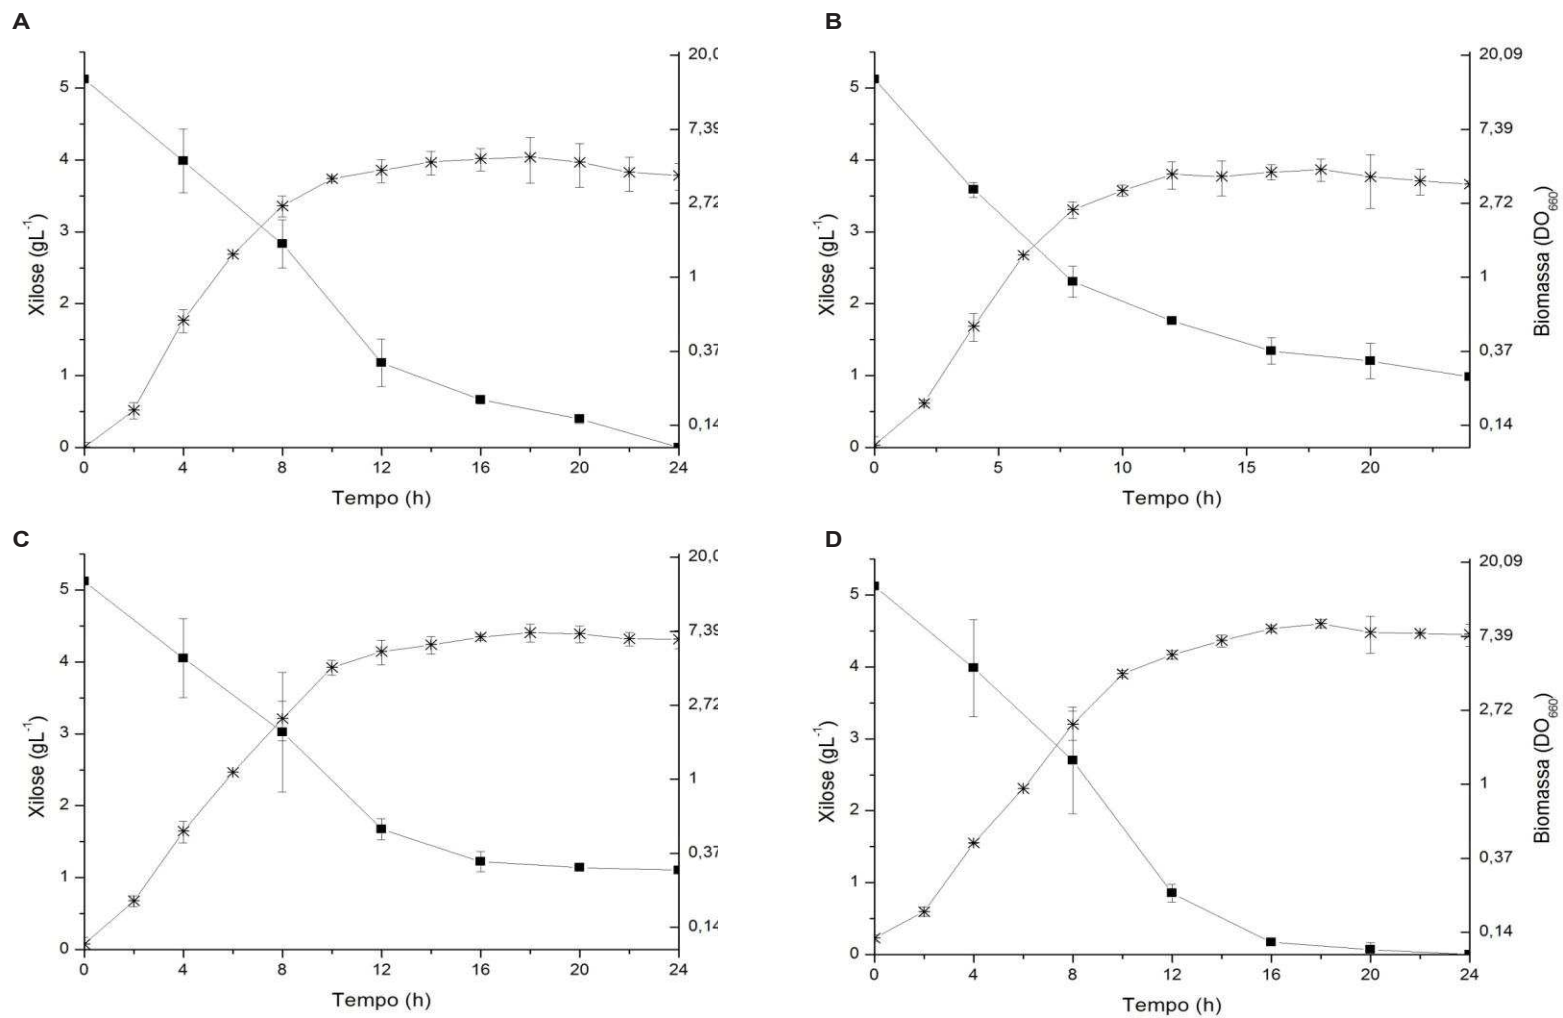 A
20,0
5
7,39
4
2,72
3
1
2
0,37
1
0,14
0
0 4 8 12 16 20 24
Xilose (gL-1)
Tempo (h)
B
20,09
5
7,39
4
2,72
3
1
2
0,37
1
0,14
0
0 5 10 15 20
Xilose (gL-1)
Biomassa (DO660)
Tempo (h)
C
20,0
5
7,39
4
2,72
3
1
2
0,37
1
0,14
0
0 4 8 12 16 20 24
Xilose (gL-1)
Tempo (h)
D
20,09
5
7,39
4
2,72
3
1
2
0,37
1
0,14
0
0 4 8 12 16 20 24
Xilose (gL-1)
Biomassa (DO660)
Tempo (h)